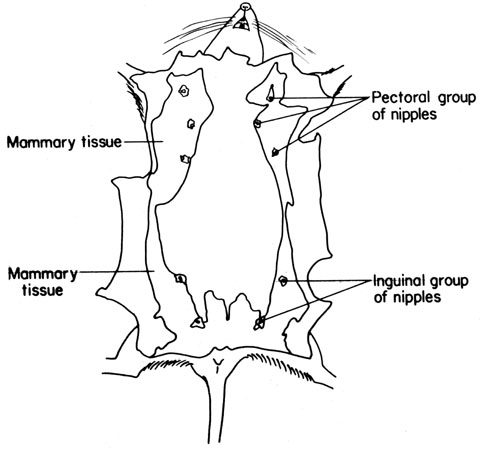 Pectoral group
of nipples
Mammary tissue
Mammary
tissue
Inguinal group
of nipples